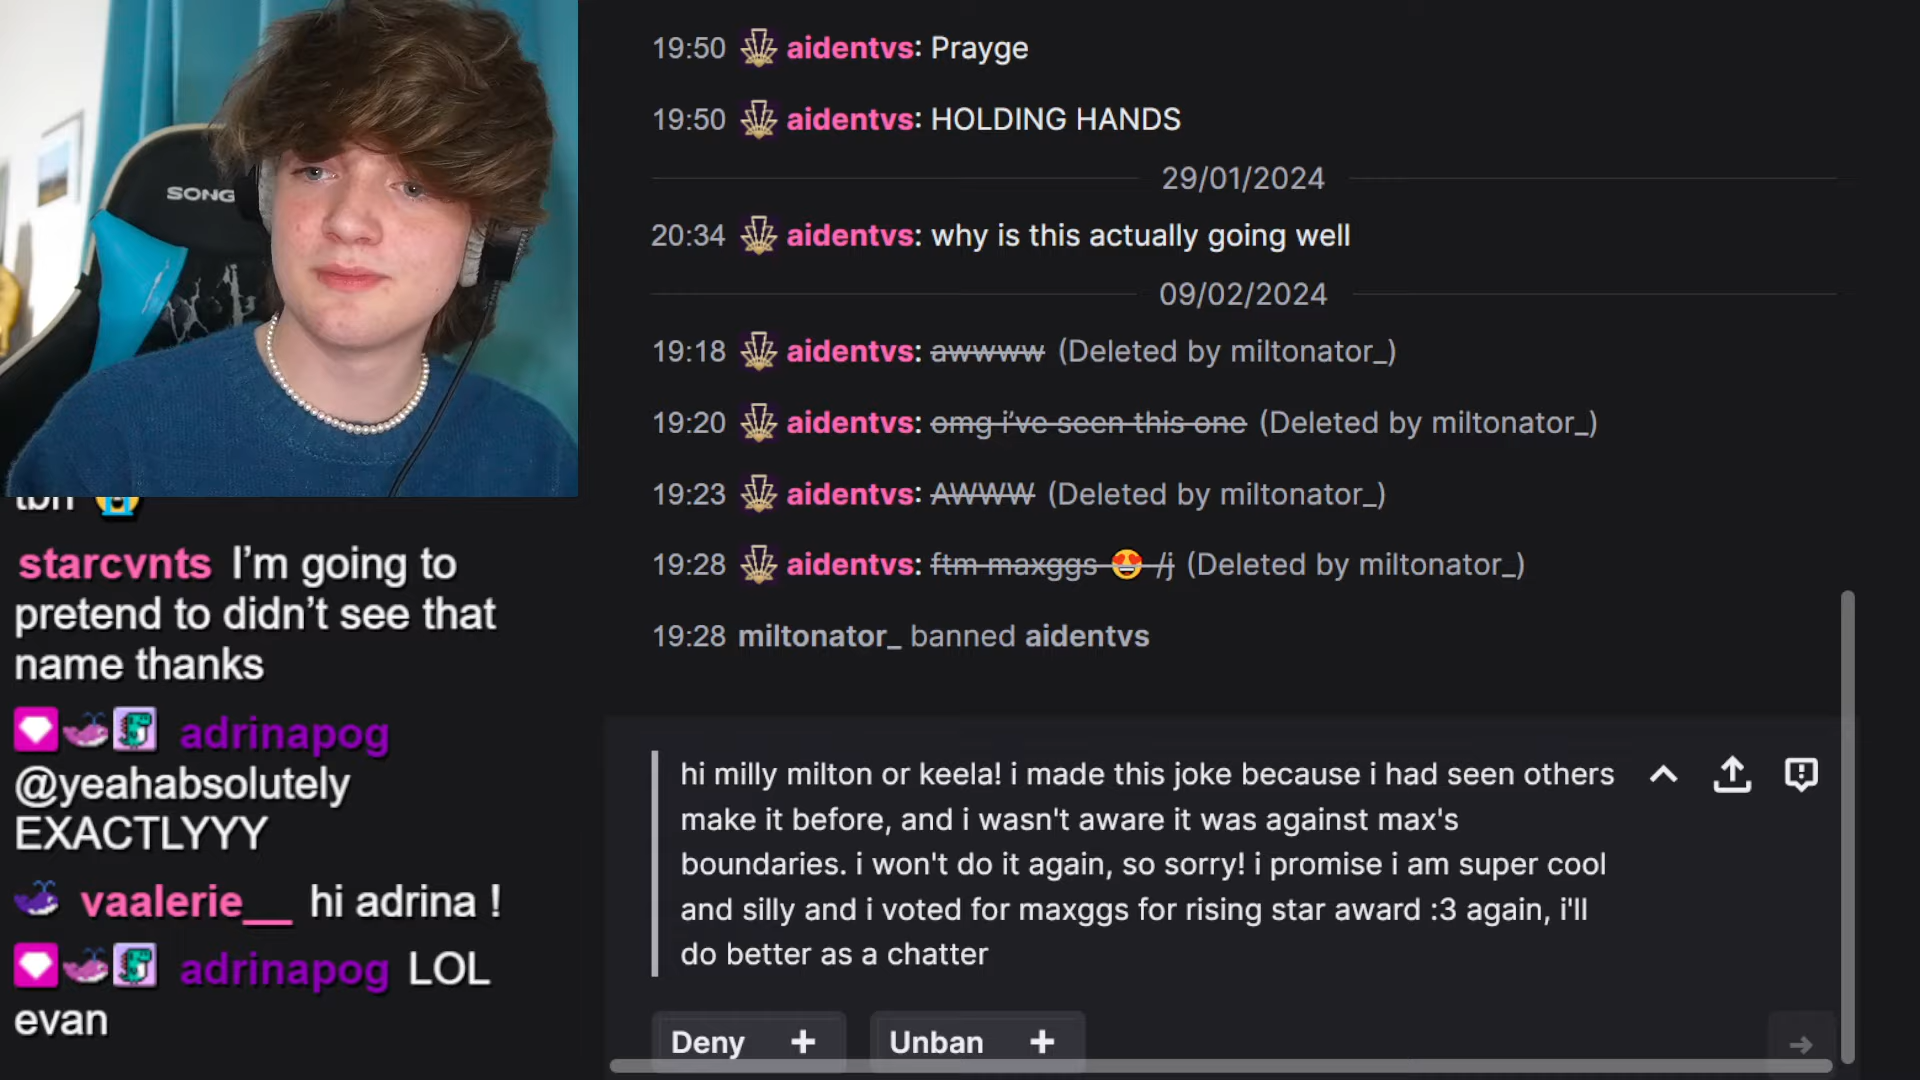 SONG
tbh 😭
starcvnts I'm going to
pretend to didn't see that
name thanks
adrinapog
@yeahabsolutely
EXACTLYYY
vaalerie__ hi adrina !
adrinapog LOL
evan
19:50 aidentvs: Prayge
19:50 aidentvs: HOLDING HANDS
29/01/2024
20:34 aidentvs: why is this actually going well
09/02/2024
19:18 aidentvs: awwww (Deleted by miltonator_)
19:20 aidentvs: omg i've seen this one (Deleted by miltonator_)
19:23 aidentvs: AWWW (Deleted by miltonator_)
19:28 aidentvs: ftm maxggs 😍 /j (Deleted by miltonator_)
19:28 miltonator_ banned aidentvs
hi milly milton or keela! i made this joke because i had seen others
make it before, and i wasn't aware it was against max's
boundaries. i won't do it again, so sorry! i promise i am super cool
and silly and i voted for maxggs for rising star award :3 again, i'll
do better as a chatter
Deny +
Unban +